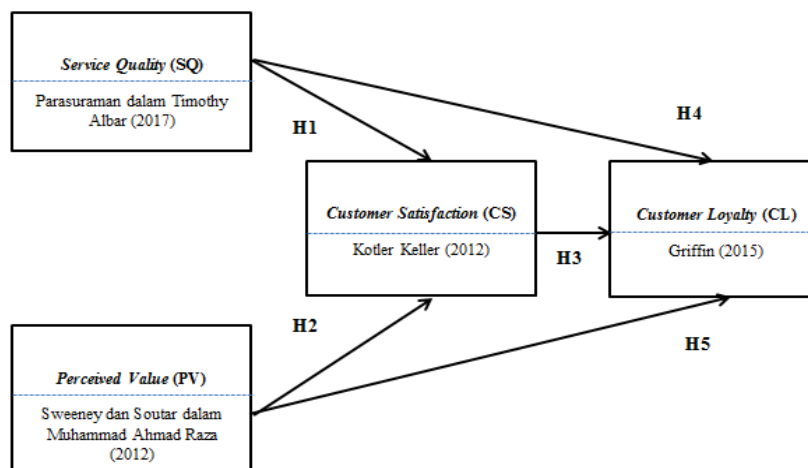 Service Quality (SQ)
Parasuraman dalam Timothy
Albar (2017)
H1
H4
Customer Satisfaction (CS)
Kotler Keller (2012)
H3
Customer Loyalty (CL)
Griffin (2015)
H2
H5
Perceived Value (PV)
Sweeney dan Soutar dalam
Muhammad Ahmad Raza
(2012)